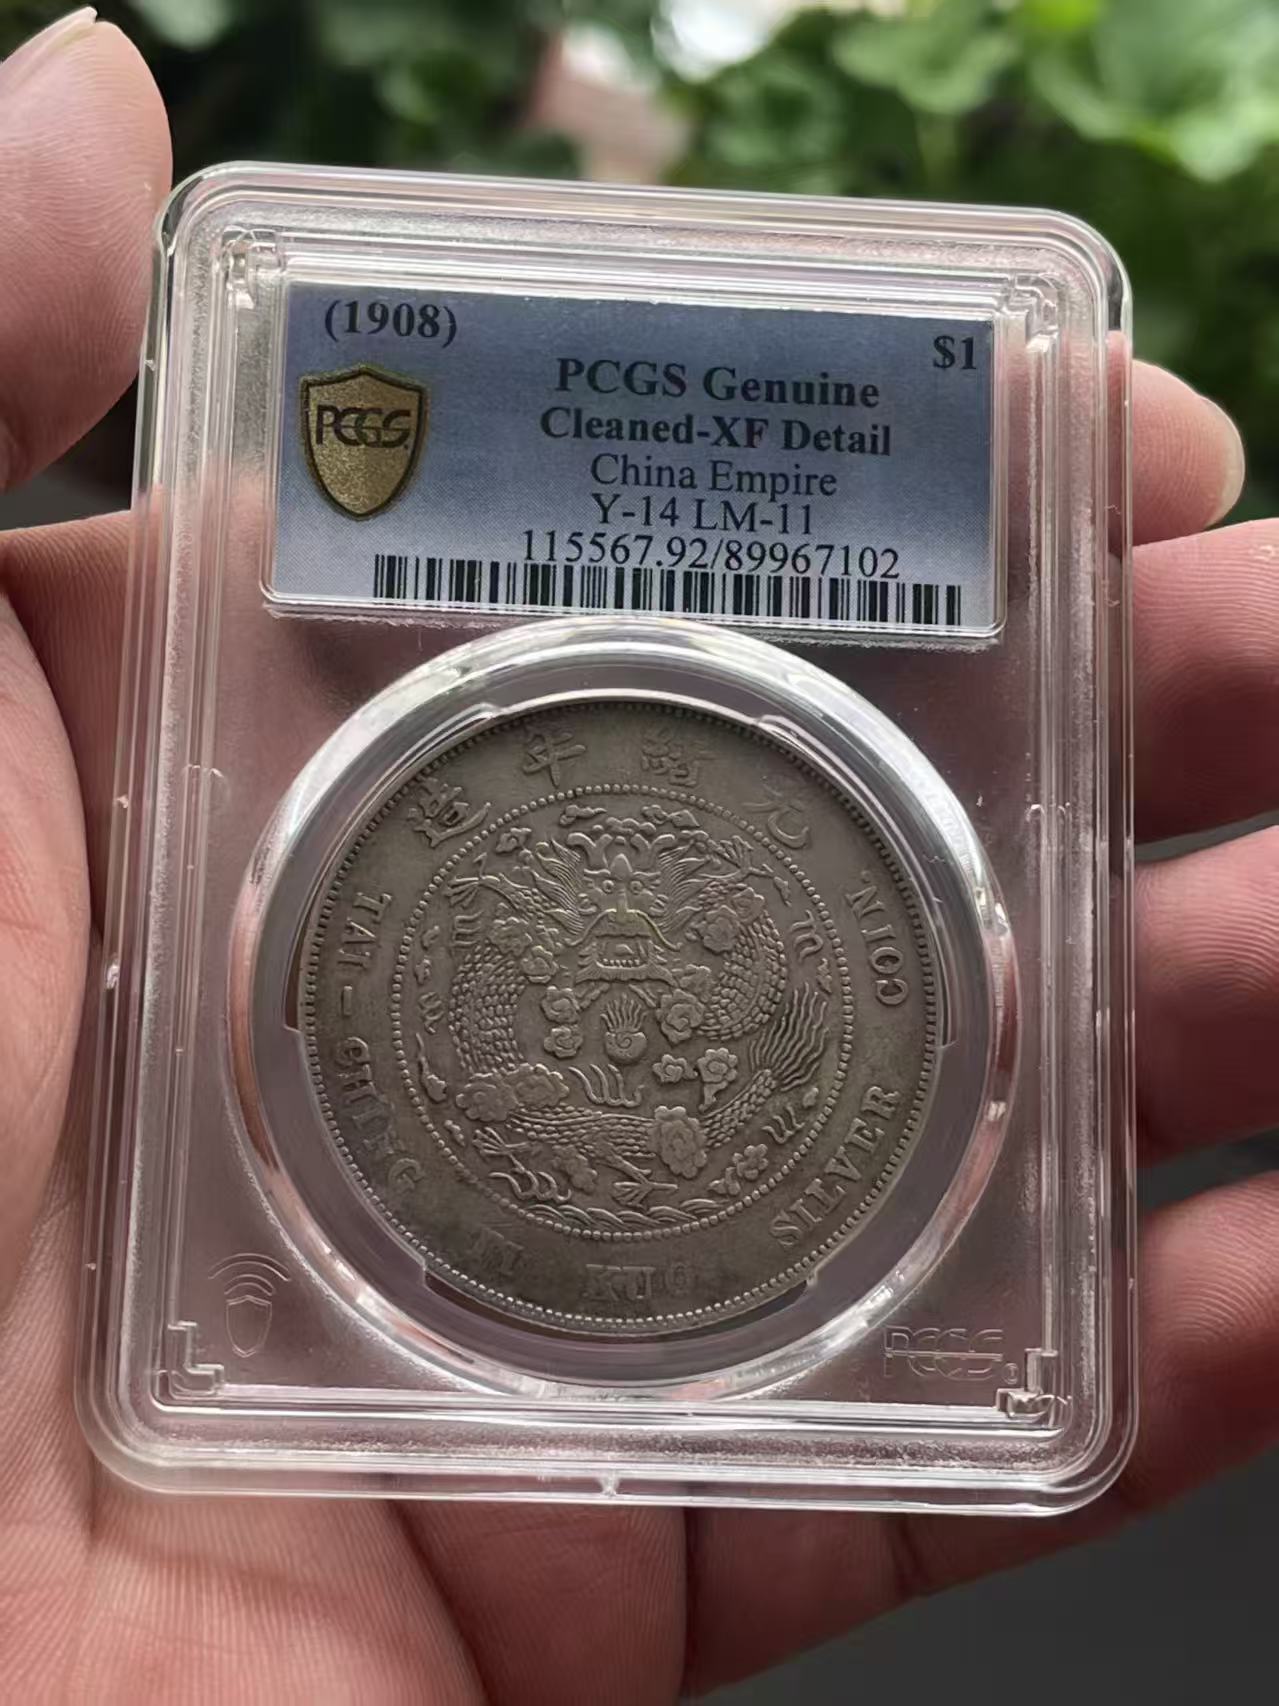 (1908)
$1
PCGS
PCGS Genuine
Cleaned-XF Detail
China Empire
Y-14 LM-11
115567.92/89967102
光緒年造
TAI-CHING TI KUO SILVER COIN.
PCGS